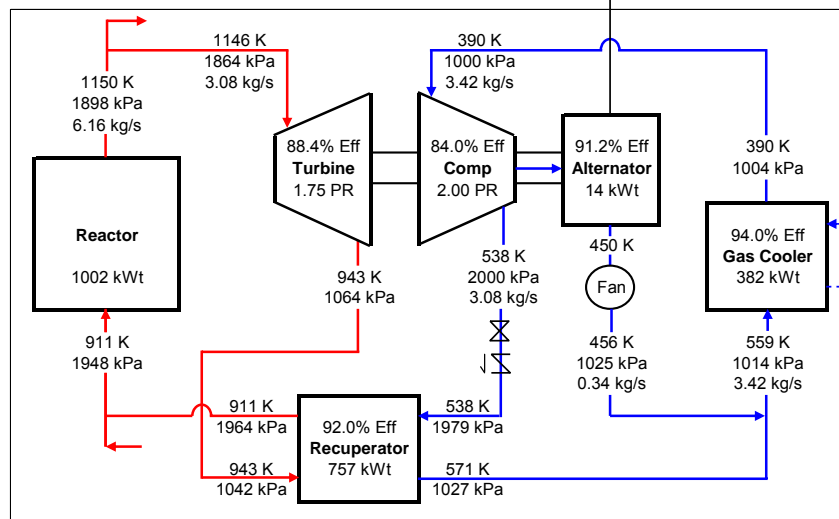 1146 K
1864 kPa
3.08 kg/s
390 K
1000 kPa
3.42 kg/s
1150 K
1898 kPa
6.16 kg/s
88.4% Eff
Turbine
1.75 PR
84.0% Eff
Comp
2.00 PR
91.2% Eff
Alternator
14 kWt
390 K
1004 kPa
Reactor
1002 kWt
94.0% Eff
Gas Cooler
382 kWt
450 K
Fan
943 K
1064 kPa
538 K
2000 kPa
3.08 kg/s
456 K
1025 kPa
0.34 kg/s
559 K
1014 kPa
3.42 kg/s
911 K
1948 kPa
911 K
1964 kPa
92.0% Eff
Recuperator
757 kWt
538 K
1979 kPa
943 K
1042 kPa
571 K
1027 kPa